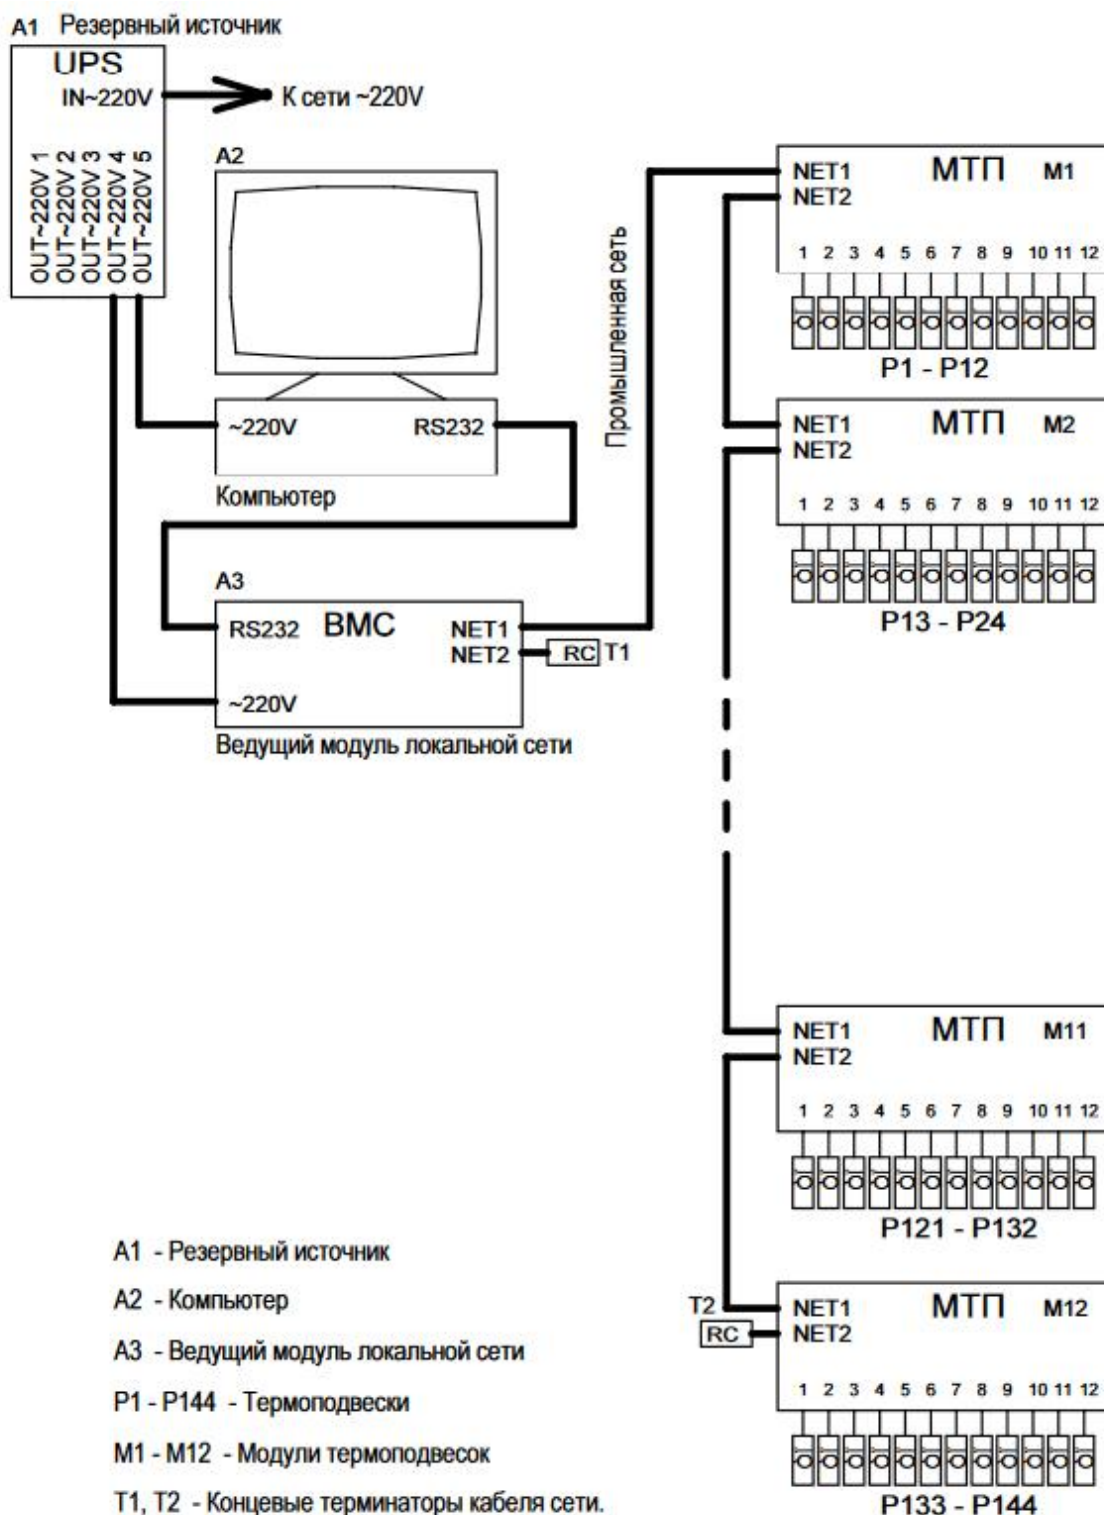 A1 Резервный источник
UPS
IN~220V
К сети ~220V
OUT~220V 1
OUT~220V 2
OUT~220V 3
OUT~220V 4
OUT~220V 5
A2
~220V RS232
Компьютер
A3
RS232 ВМС NET1
NET2 RC T1
~220V
Ведущий модуль локальной сети
Промышленная сеть
NET1 МТП M1
NET2
1 2 3 4 5 6 7 8 9 10 11 12
P1 - P12
NET1 МТП M2
NET2
1 2 3 4 5 6 7 8 9 10 11 12
P13 - P24
NET1 МТП M11
NET2
1 2 3 4 5 6 7 8 9 10 11 12
P121 - P132
T2 NET1 МТП M12
RC NET2
1 2 3 4 5 6 7 8 9 10 11 12
P133 - P144
A1 - Резервный источник
A2 - Компьютер
A3 - Ведущий модуль локальной сети
P1 - P144 - Термоподвески
M1 - M12 - Модули термоподвесок
T1, T2 - Концевые терминаторы кабеля сети.